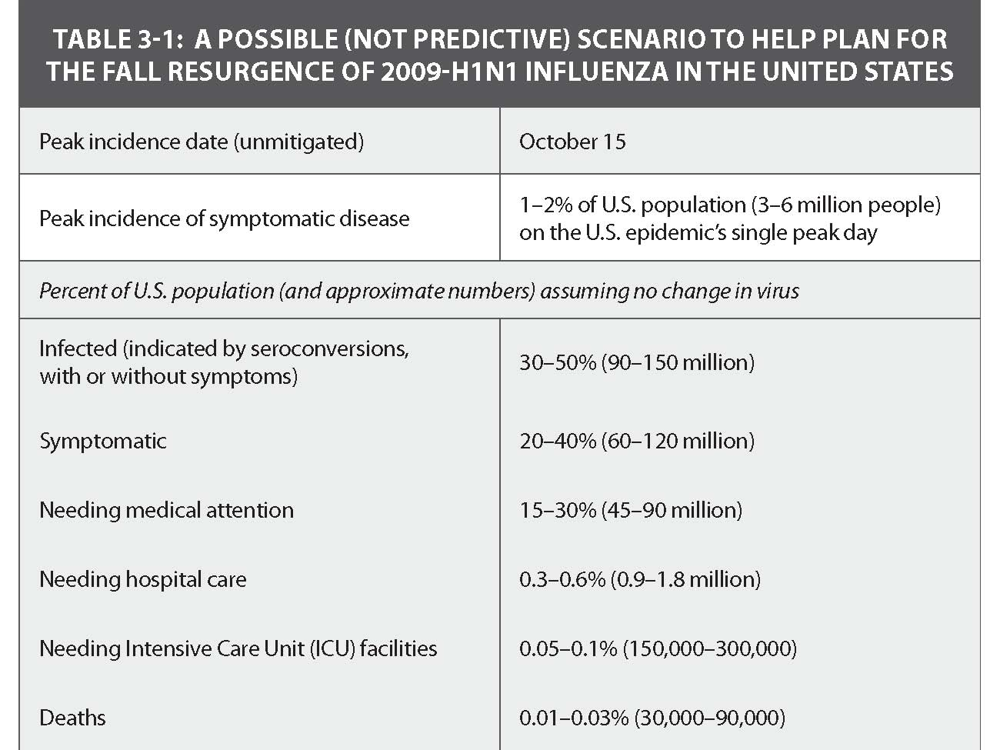 TABLE 3-1: A POSSIBLE (NOT PREDICTIVE) SCENARIO TO HELP PLAN FOR
THE FALL RESURGENCE OF 2009-H1N1 INFLUENZA IN THE UNITED STATES
Peak incidence date (unmitigated)
October 15
Peak incidence of symptomatic disease
1–2% of U.S. population (3–6 million people)
on the U.S. epidemic’s single peak day
Percent of U.S. population (and approximate numbers) assuming no change in virus
Infected (indicated by seroconversions,
with or without symptoms)
30–50% (90–150 million)
Symptomatic
20–40% (60–120 million)
Needing medical attention
15–30% (45–90 million)
Needing hospital care
0.3–0.6% (0.9–1.8 million)
Needing Intensive Care Unit (ICU) facilities
0.05–0.1% (150,000–300,000)
Deaths
0.01–0.03% (30,000–90,000)